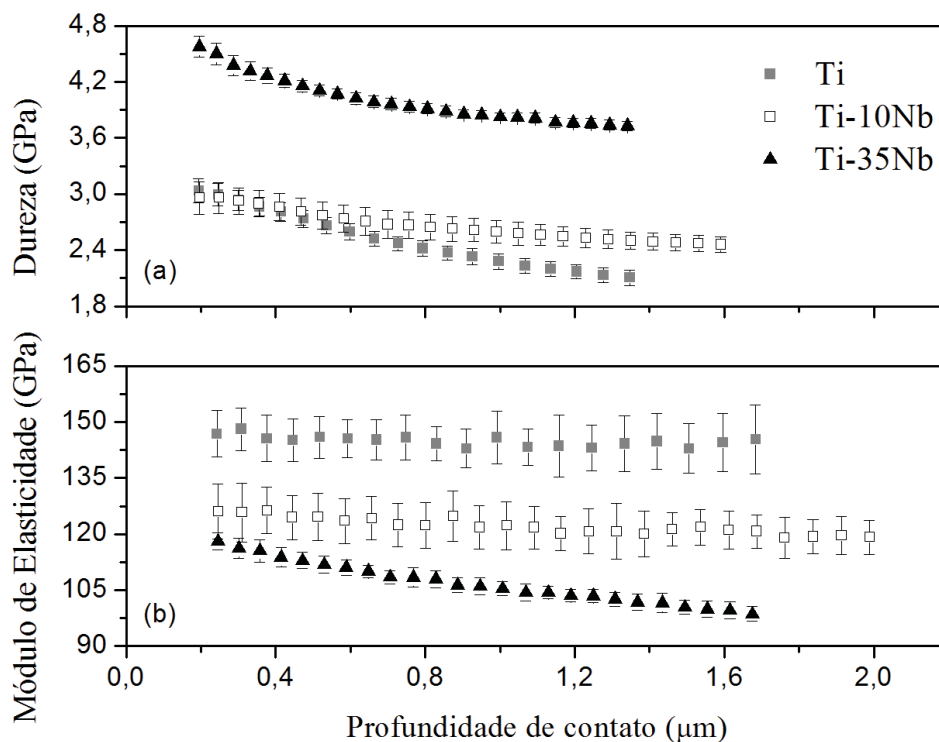 Dureza (GPa)
4,8
4,2
3,6
3,0
2,4
1,8
(a)
Ti
Ti-10Nb
Ti-35Nb
Módulo de Elasticidade (GPa)
165
150
135
120
105
90
(b)
0,0 0,4 0,8 1,2 1,6 2,0
Profundidade de contato (μm)